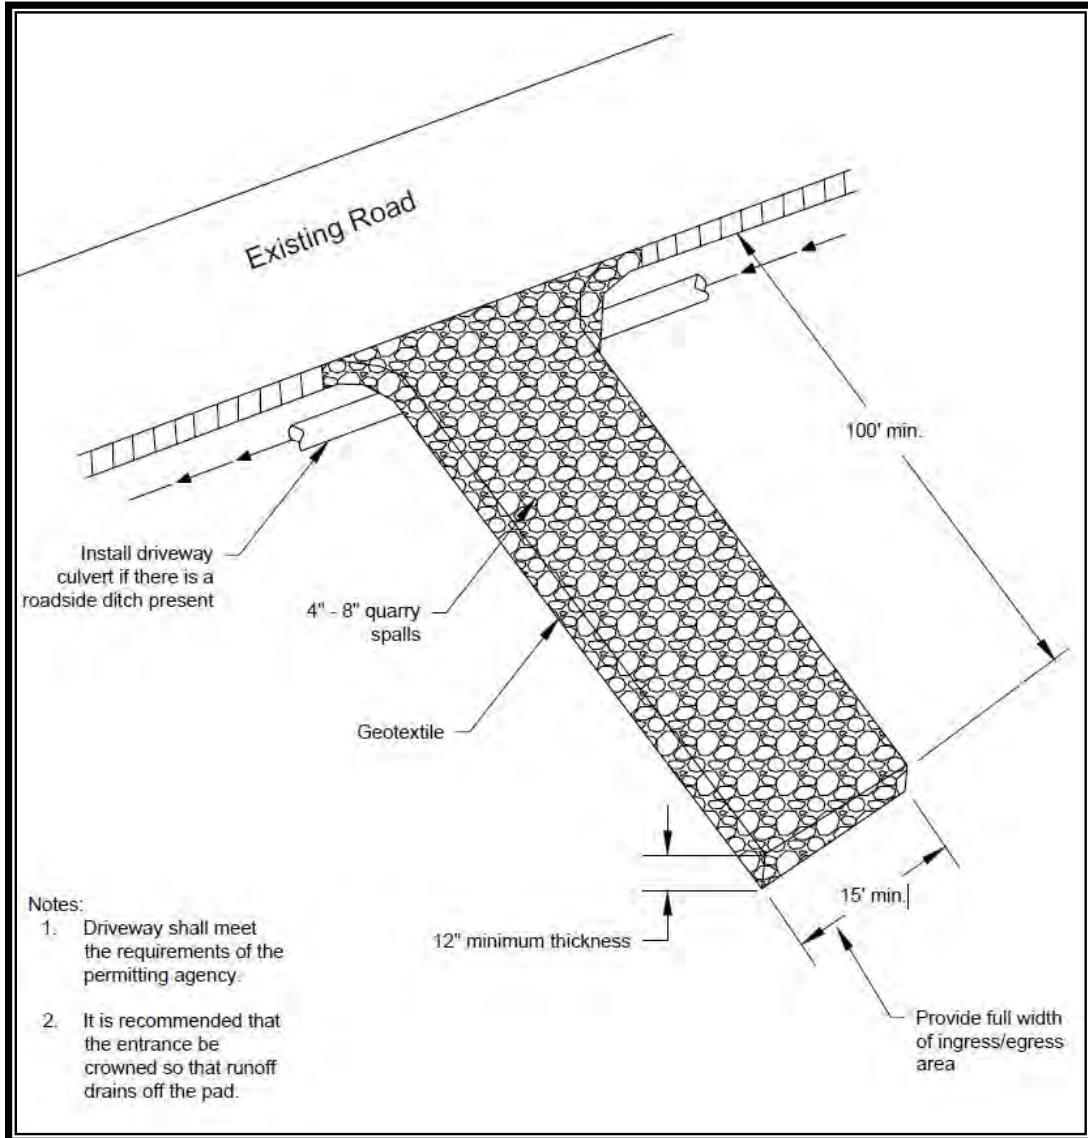 Existing Road
100' min.
Install driveway
culvert if there is a
roadside ditch present
4" - 8" quarry
spalls
Geotextile
12" minimum thickness
15' min.
Provide full width
of ingress/egress
area
Notes:
1. Driveway shall meet
the requirements of the
permitting agency.
2. It is recommended that
the entrance be
crowned so that runoff
drains off the pad.